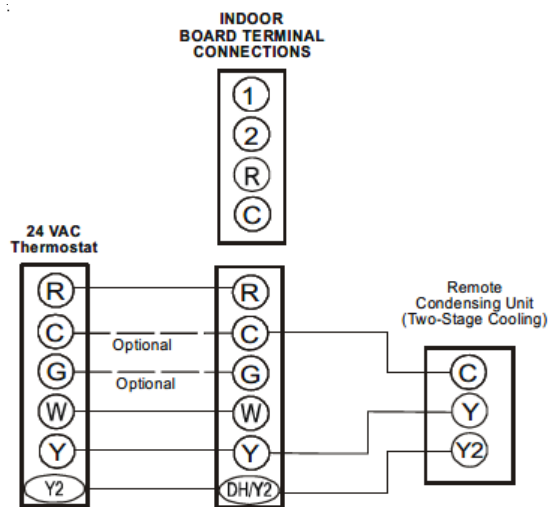 :
INDOOR
BOARD TERMINAL
CONNECTIONS
1
2
R
C
24 VAC
Thermostat
R
C
G
W
Y
Y2
Optional
Optional
R
C
G
W
Y
DH/Y2
Remote
Condensing Unit
(Two-Stage Cooling)
C
Y
Y2